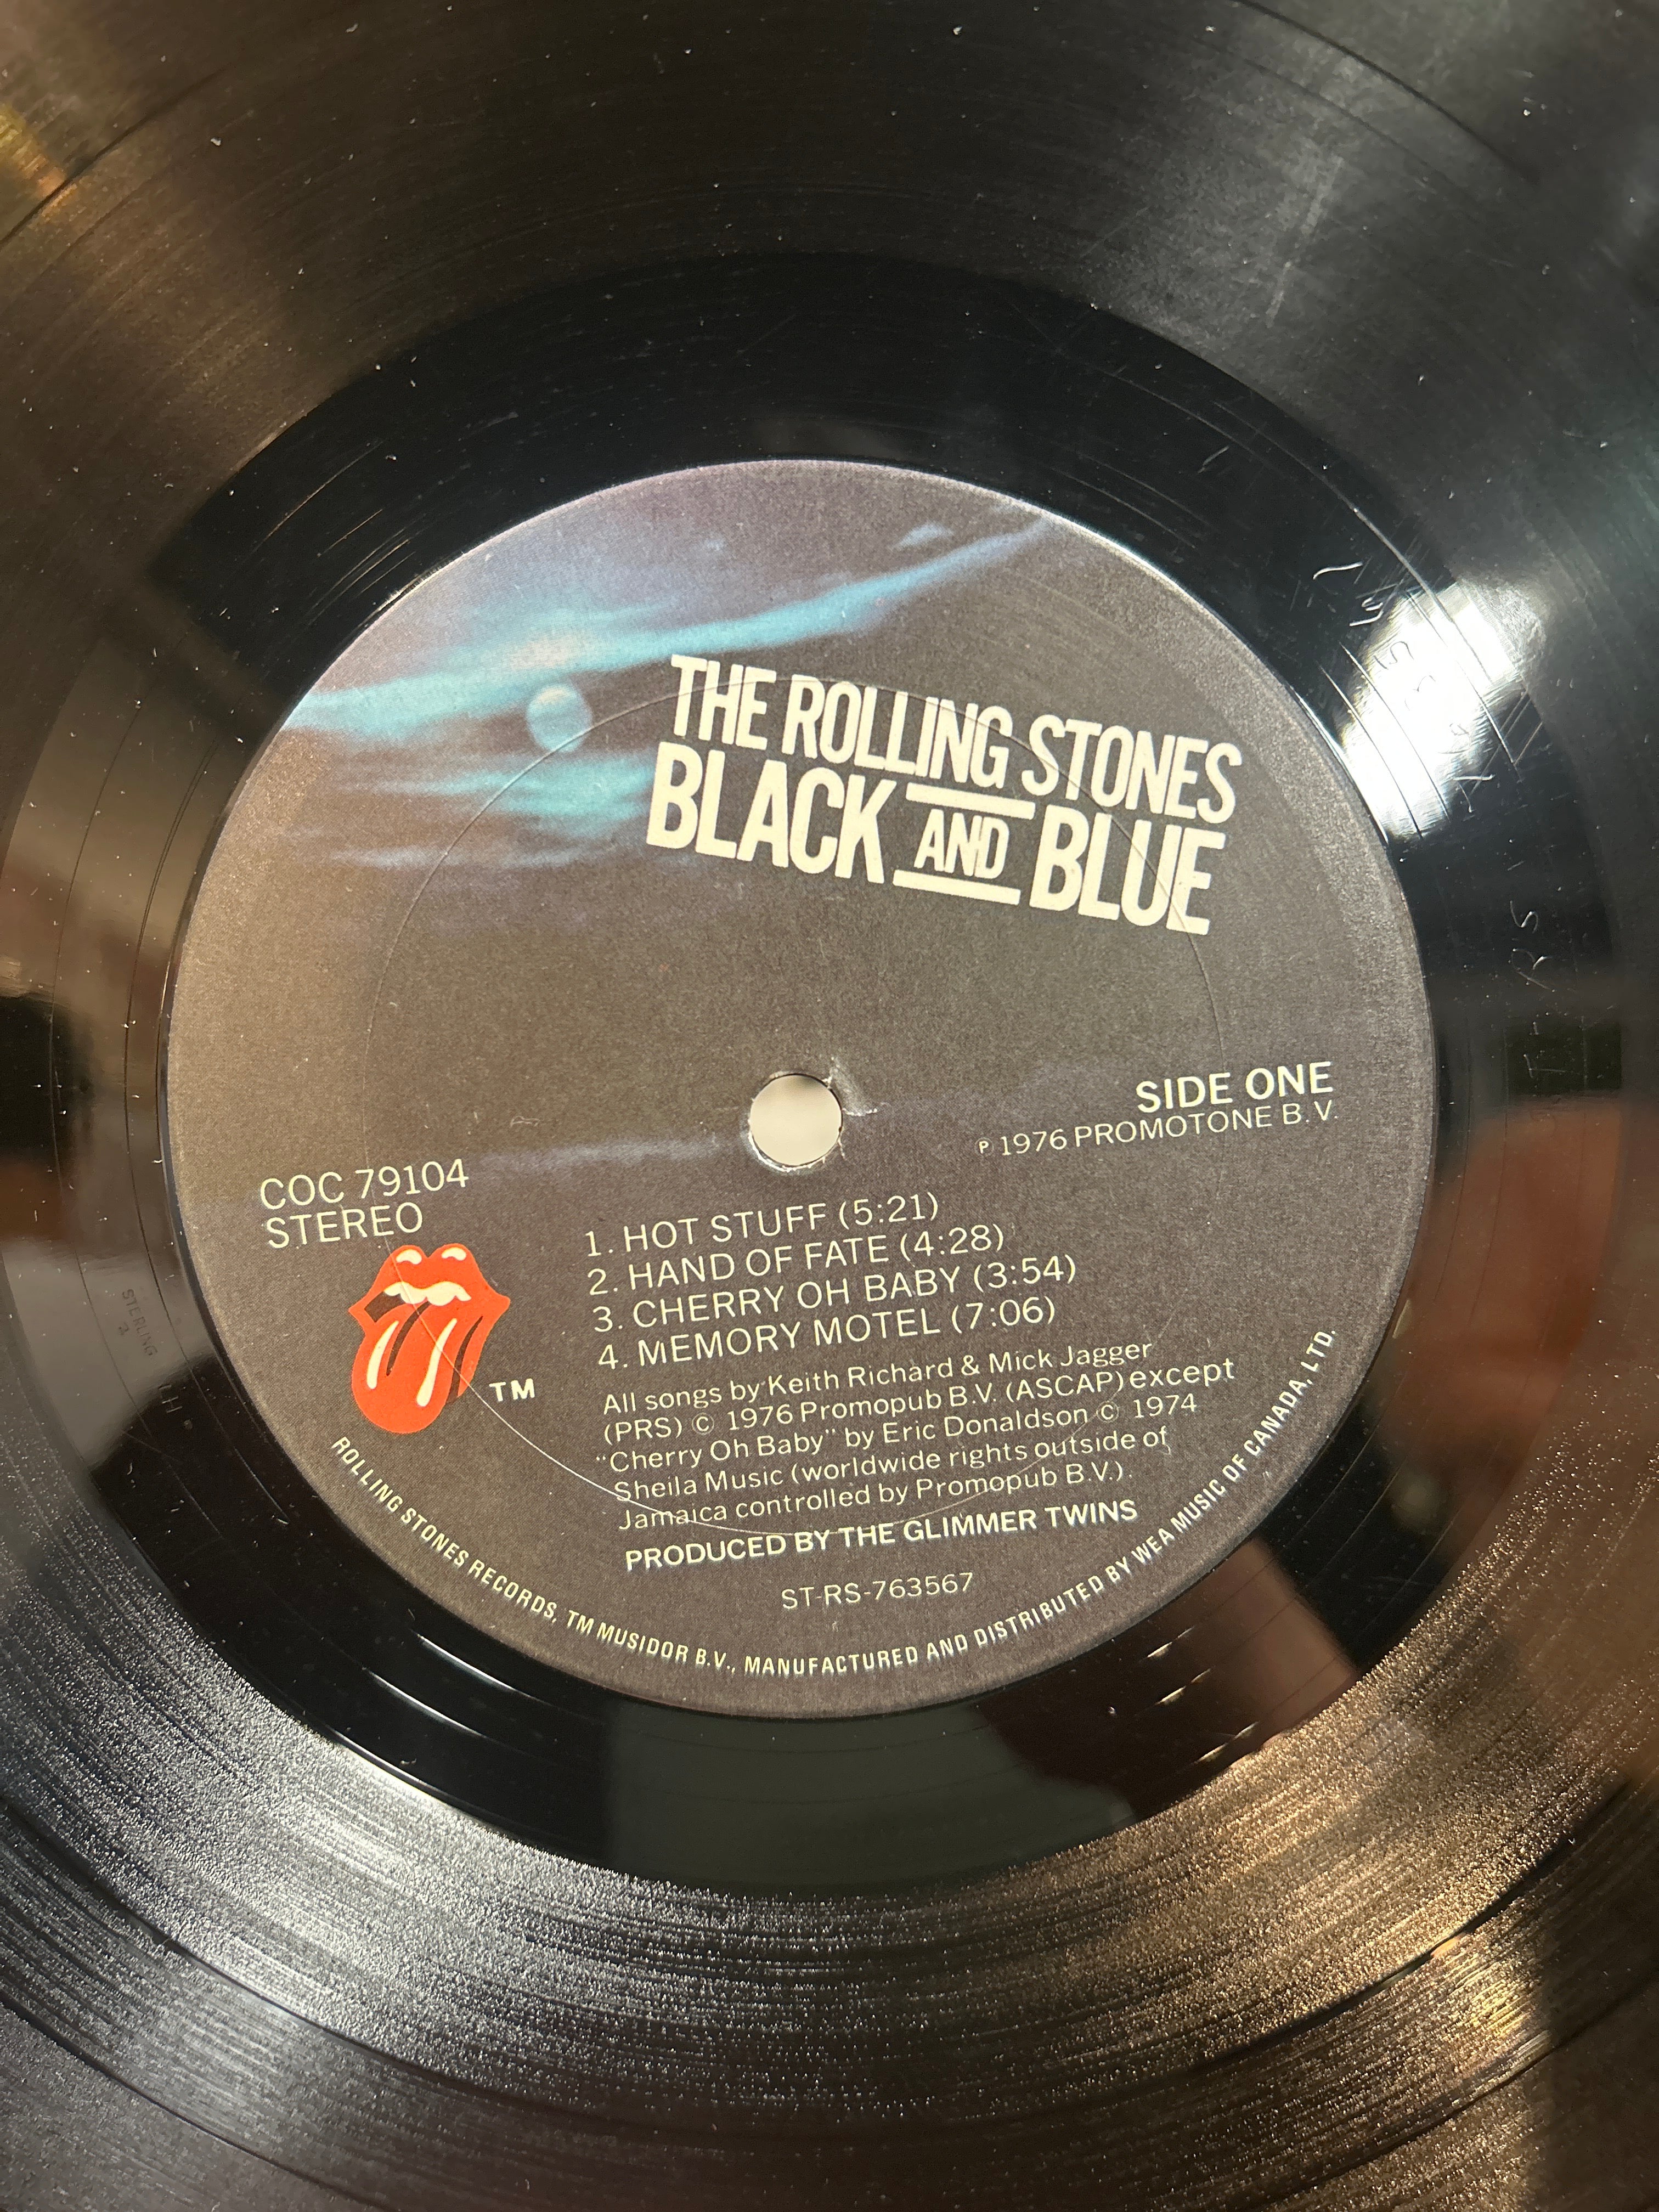 THE ROLLING STONES
BLACK AND BLUE
SIDE ONE
℗ 1976 PROMOTONE B.V.
COC 79104
STEREO
1. HOT STUFF (5:21)
2. HAND OF FATE (4:28)
3. CHERRY OH BABY (3:54)
4. MEMORY MOTEL (7:06)
TM
All songs by Keith Richard & Mick Jagger
(PRS) © 1976 Promopub B.V. (ASCAP) except
"Cherry Oh Baby" by Eric Donaldson © 1974
Sheila Music (worldwide rights outside of
Jamaica controlled by Promopub B.V.).
PRODUCED BY THE GLIMMER TWINS
ST-RS-763567
ROLLING STONES RECORDS, TM MUSIDOR B.V., MANUFACTURED AND DISTRIBUTED BY WEA MUSIC OF CANADA, LTD.
STERLING